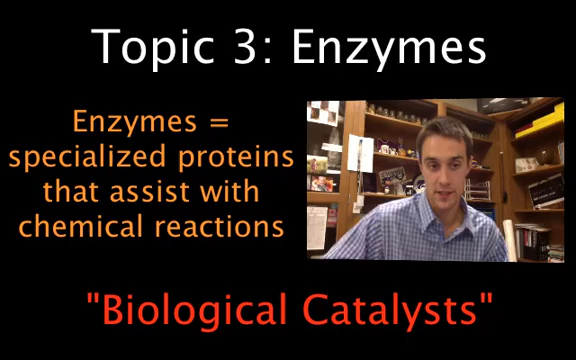 Topic 3: Enzymes
Enzymes =
specialized proteins
that assist with
chemical reactions
"Biological Catalysts"